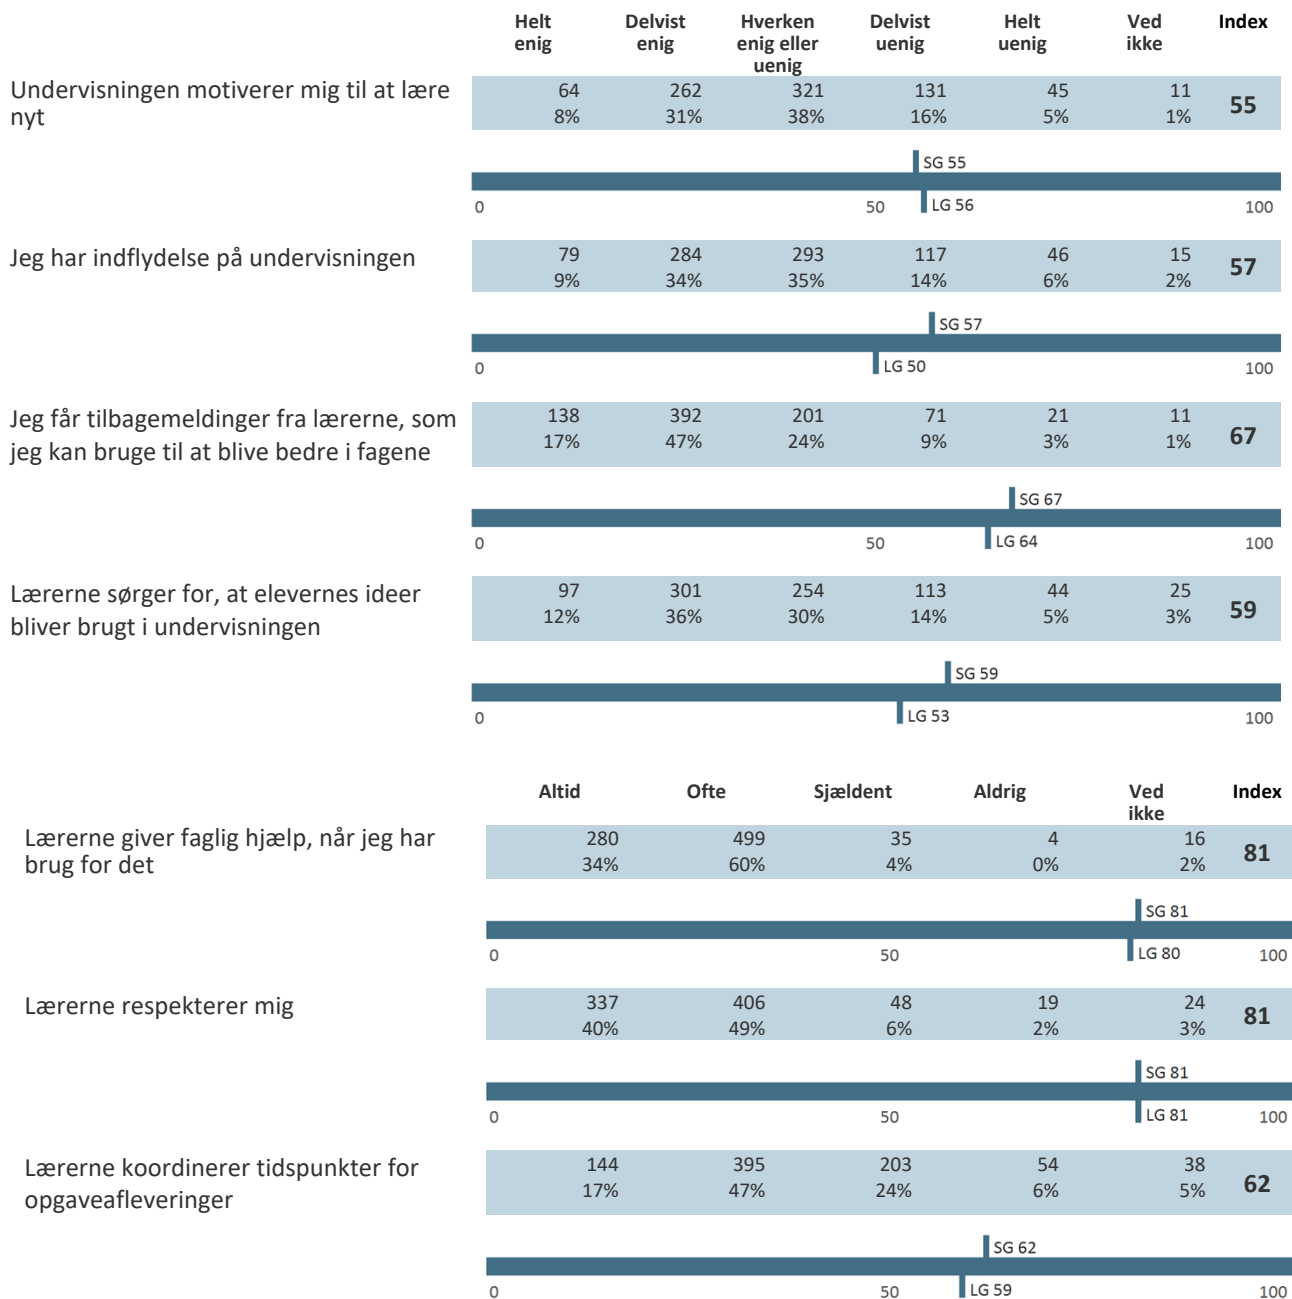 Helt enig Delvist enig Hverken enig eller uenig Delvist uenig Helt uenig Ved ikke Index
Undervisningen motiverer mig til at lære nyt
64 262 321 131 45 11 55
8% 31% 38% 16% 5% 1%
SG 55
0 50 LG 56 100
Jeg har indflydelse på undervisningen
79 284 293 117 46 15 57
9% 34% 35% 14% 6% 2%
SG 57
0 LG 50 100
Jeg får tilbagemeldinger fra lærerne, som
jeg kan bruge til at blive bedre i fagene
138 392 201 71 21 11 67
17% 47% 24% 9% 3% 1%
SG 67
0 50 LG 64 100
Lærerne sørger for, at elevernes ideer
bliver brugt i undervisningen
97 301 254 113 44 25 59
12% 36% 30% 14% 5% 3%
SG 59
0 LG 53 100
Altid Ofte Sjældent Aldrig Ved ikke Index
Lærerne giver faglig hjælp, når jeg har
brug for det
280 499 35 4 16 81
34% 60% 4% 0% 2%
SG 81
0 50 LG 80 100
Lærerne respekterer mig
337 406 48 19 24 81
40% 49% 6% 2% 3%
SG 81
0 50 LG 81 100
Lærerne koordinerer tidspunkter for
opgaveafleveringer
144 395 203 54 38 62
17% 47% 24% 6% 5%
SG 62
0 50 LG 59 100